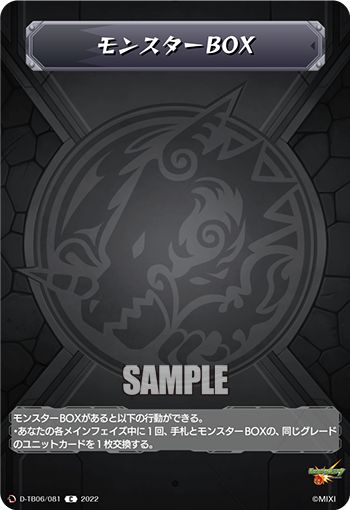 モンスターBOX
SAMPLE
モンスターBOXがあると以下の行動ができる。
・あなたの各メインフェイズ中に1回、手札とモンスターBOXの、同じグレード
のユニットカードを1枚交換する。
D-TB06/081 C 2022
©MIXI